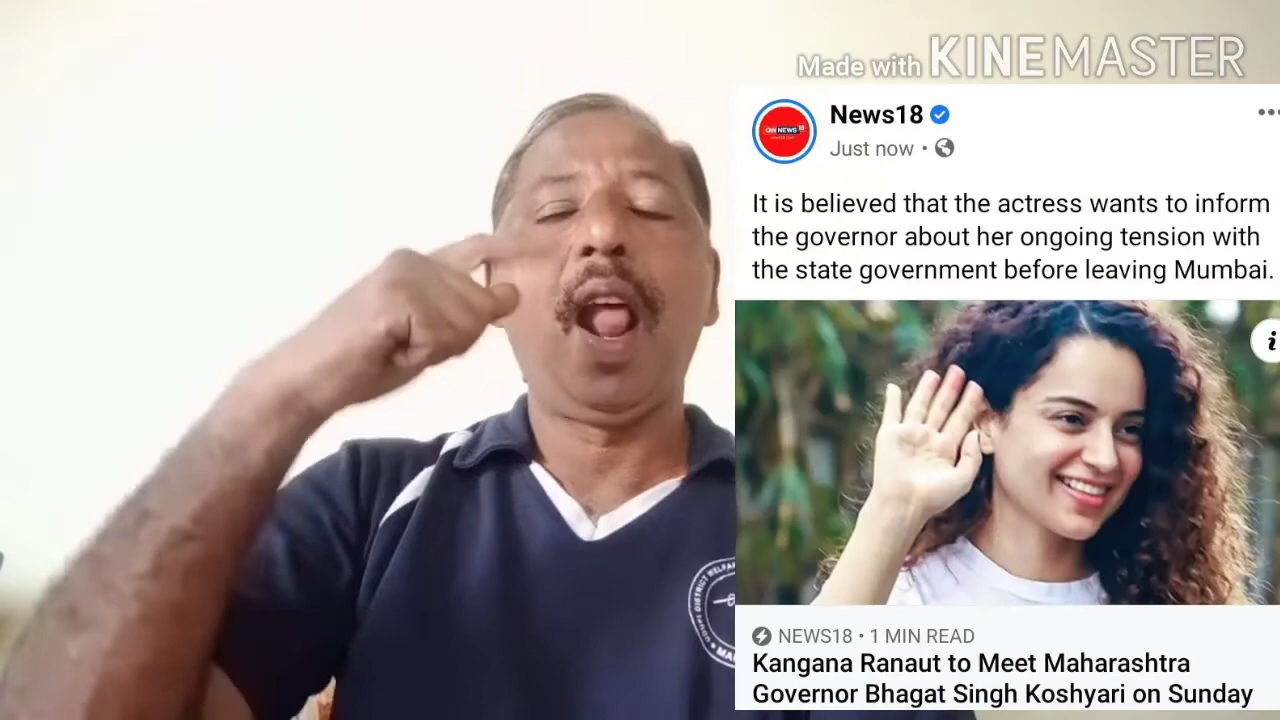 Made with KINEMASTER
News18
Just now
It is believed that the actress wants to inform
the governor about her ongoing tension with
the state government before leaving Mumbai.
i
NEWS18 • 1 MIN READ
Kangana Ranaut to Meet Maharashtra
Governor Bhagat Singh Koshyari on Sunday